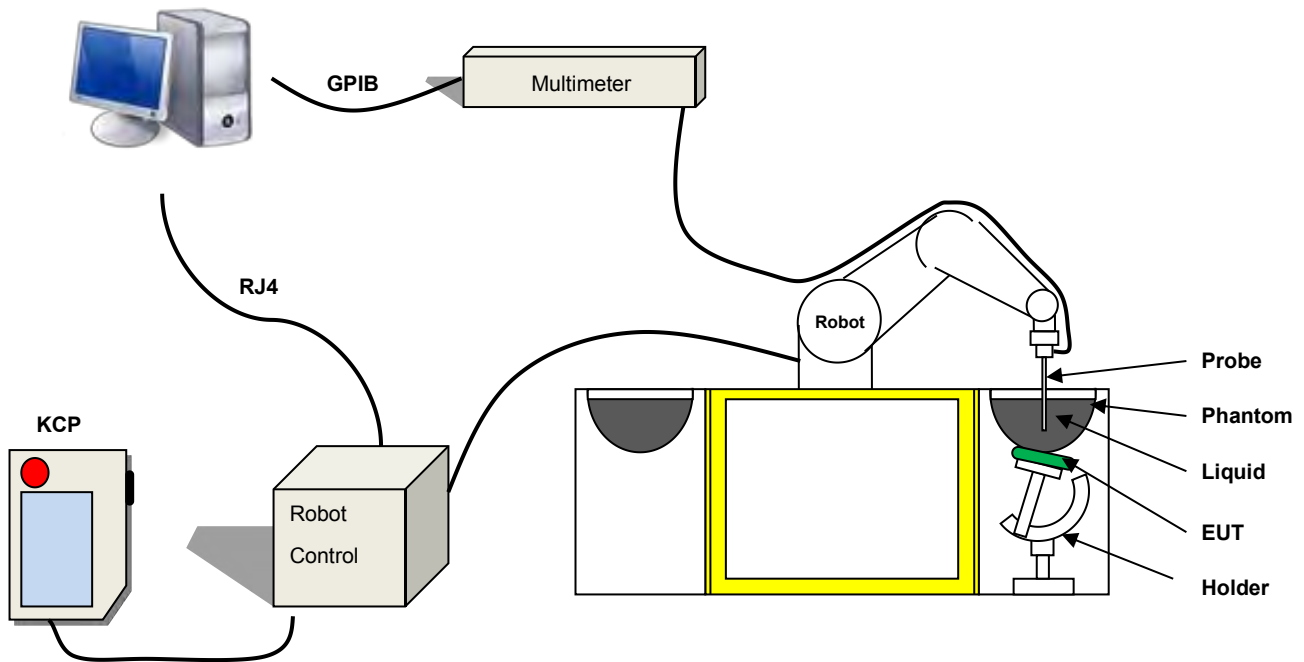 GPIB
Multimeter
RJ4
Robot
Probe
Phantom
KCP
Liquid
Robot
Control
EUT
Holder